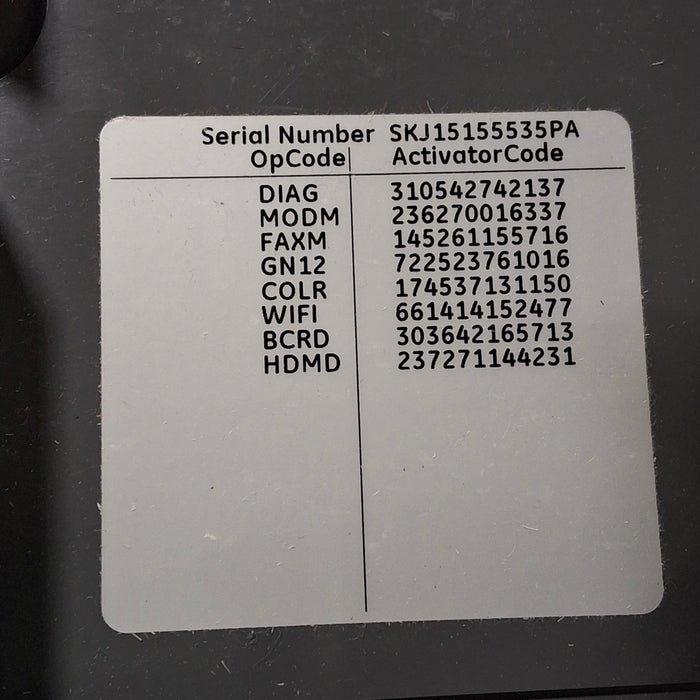 Serial Number SKJ15155535PA
OpCode ActivatorCode
DIAG 310542742137
MODM 236270016337
FAXM 145261155716
GN12 722523761016
COLR 174537131150
WIFI 661414152477
BCRD 303642165713
HDMD 237271144231